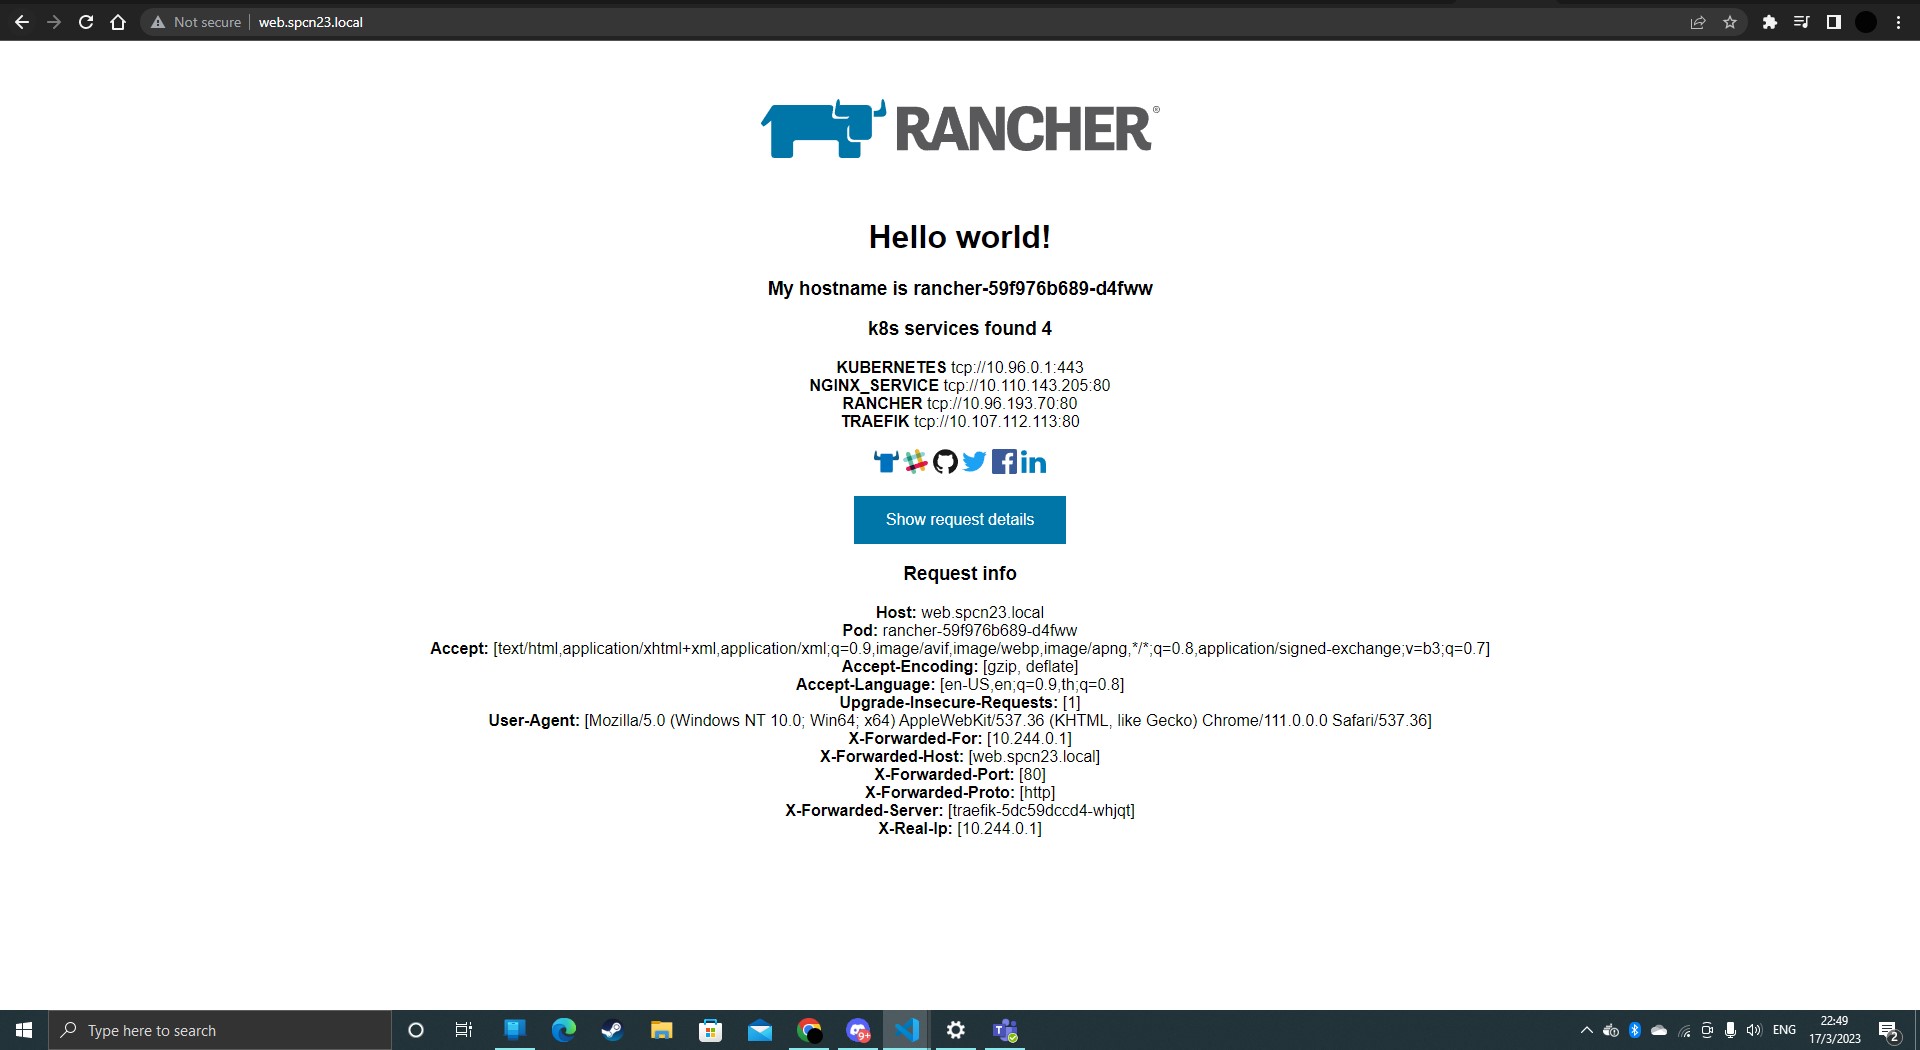 Not secure
web.spcn23.local
RANCHER®
Hello world!
My hostname is rancher-59f976b689-d4fww
k8s services found 4
KUBERNETES tcp://10.96.0.1:443
NGINX_SERVICE tcp://10.110.143.205:80
RANCHER tcp://10.96.193.70:80
TRAEFIK tcp://10.107.112.113:80
Show request details
Request info
Host: web.spcn23.local
Pod: rancher-59f976b689-d4fww
Accept: [text/html,application/xhtml+xml,application/xml;q=0.9,image/avif,image/webp,image/apng,*/*;q=0.8,application/signed-exchange;v=b3;q=0.7]
Accept-Encoding: [gzip, deflate]
Accept-Language: [en-US,en;q=0.9,th;q=0.8]
Upgrade-Insecure-Requests: [1]
User-Agent: [Mozilla/5.0 (Windows NT 10.0; Win64; x64) AppleWebKit/537.36 (KHTML, like Gecko) Chrome/111.0.0.0 Safari/537.36]
X-Forwarded-For: [10.244.0.1]
X-Forwarded-Host: [web.spcn23.local]
X-Forwarded-Port: [80]
X-Forwarded-Proto: [http]
X-Forwarded-Server: [traefik-5dc59dccd4-whjqt]
X-Real-Ip: [10.244.0.1]
Type here to search
9+
ENG
22:49
17/3/2023
2